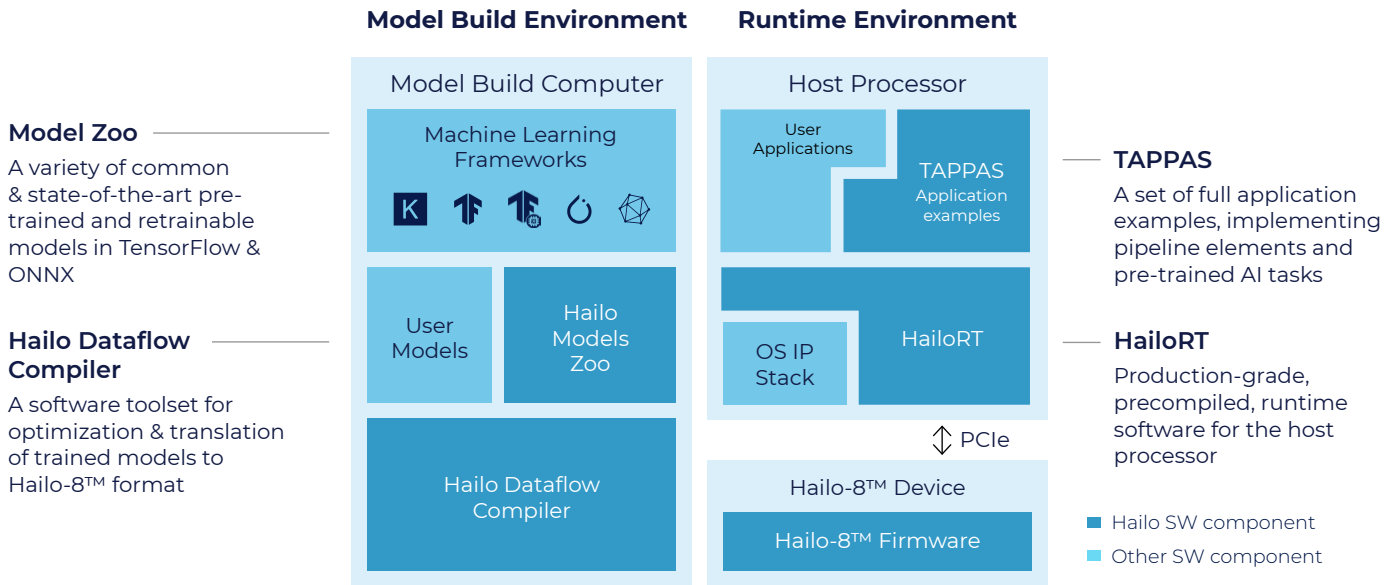 Model Build Environment
Runtime Environment
Model Zoo
A variety of common
& state-of-the-art pre-
trained and retrainable
models in TensorFlow &
ONNX
Hailo Dataflow
Compiler
A software toolset for
optimization & translation
of trained models to
Hailo-8™ format
Model Build Computer
Machine Learning
Frameworks
K
User
Models
Hailo
Models
Zoo
Hailo Dataflow
Compiler
Host Processor
User
Applications
TAPPAS
Application
examples
HailoRT
OS IP
Stack
PCIe
Hailo-8™ Device
Hailo-8™ Firmware
TAPPAS
A set of full application
examples, implementing
pipeline elements and
pre-trained AI tasks
HailoRT
Production-grade,
precompiled, runtime
software for the host
processor
Hailo SW component
Other SW component